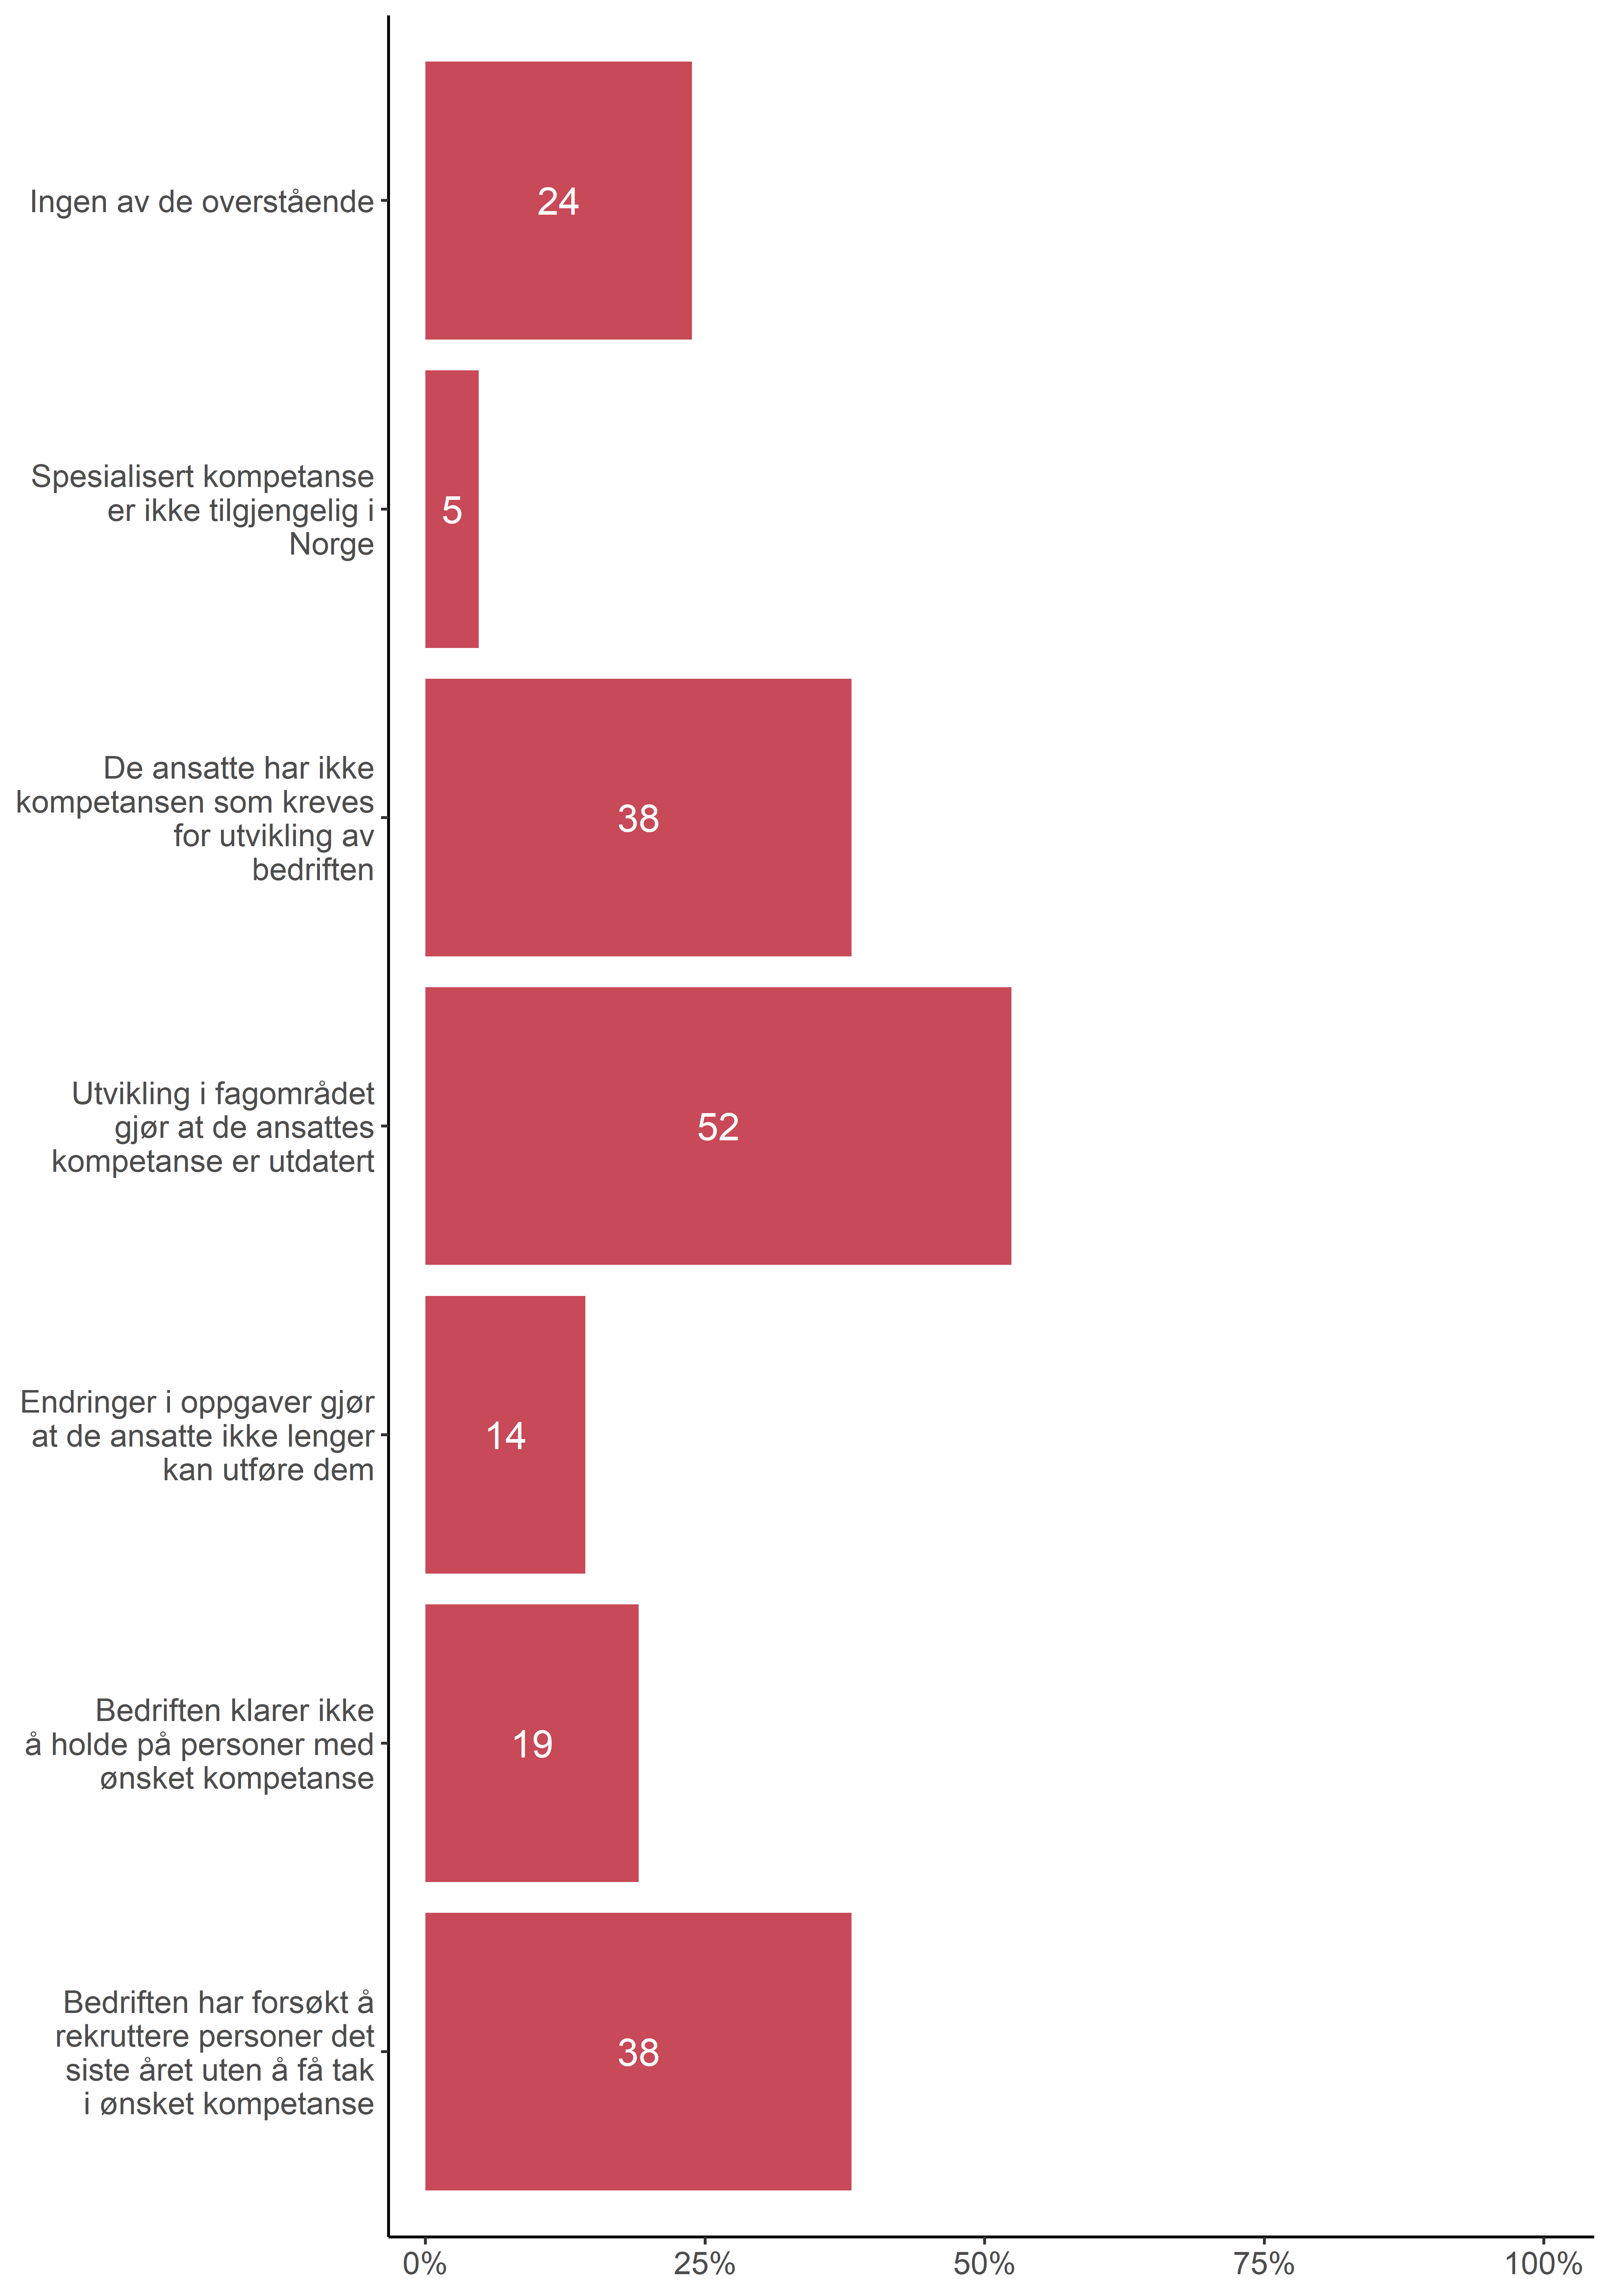 Ingen av de overstående
24
Spesialisert kompetanse
er ikke tilgjengelig i
Norge
5
De ansatte har ikke
kompetansen som kreves
for utvikling av
bedriften
38
Utvikling i fagområdet
gjør at de ansattes
kompetanse er utdatert
52
Endringer i oppgaver gjør
at de ansatte ikke lenger
kan utføre dem
14
Bedriften klarer ikke
å holde på personer med
ønsket kompetanse
19
Bedriften har forsøkt å
rekruttere personer det
siste året uten å få tak
i ønsket kompetanse
38
0% 25% 50% 75% 100%